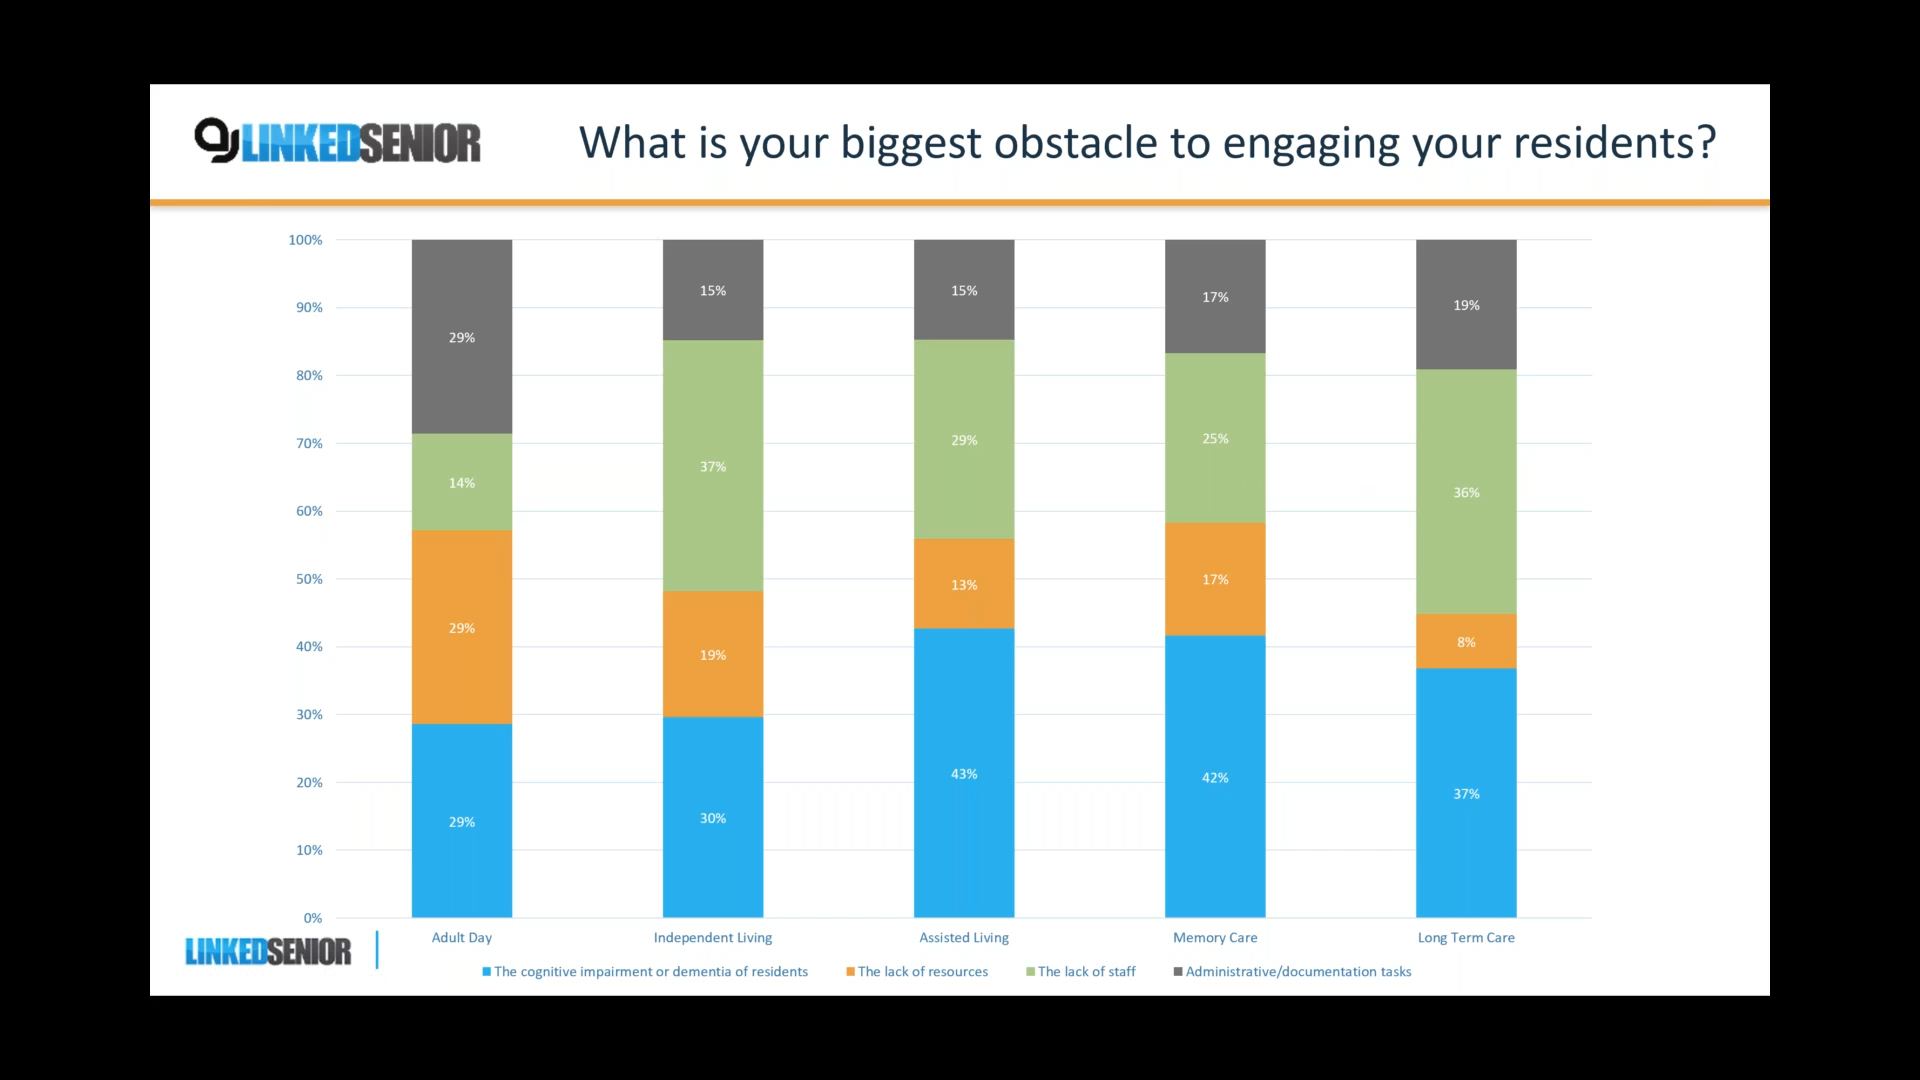 LINKEDSENIOR
What is your biggest obstacle to engaging your residents?
100%
90%
80%
70%
60%
50%
40%
30%
20%
10%
0%
29%
14%
29%
29%
15%
37%
19%
30%
15%
29%
13%
43%
17%
25%
17%
42%
19%
36%
8%
37%
Adult Day
Independent Living
Assisted Living
Memory Care
Long Term Care
LINKEDSENIOR
The cognitive impairment or dementia of residents
The lack of resources
The lack of staff
Administrative/documentation tasks